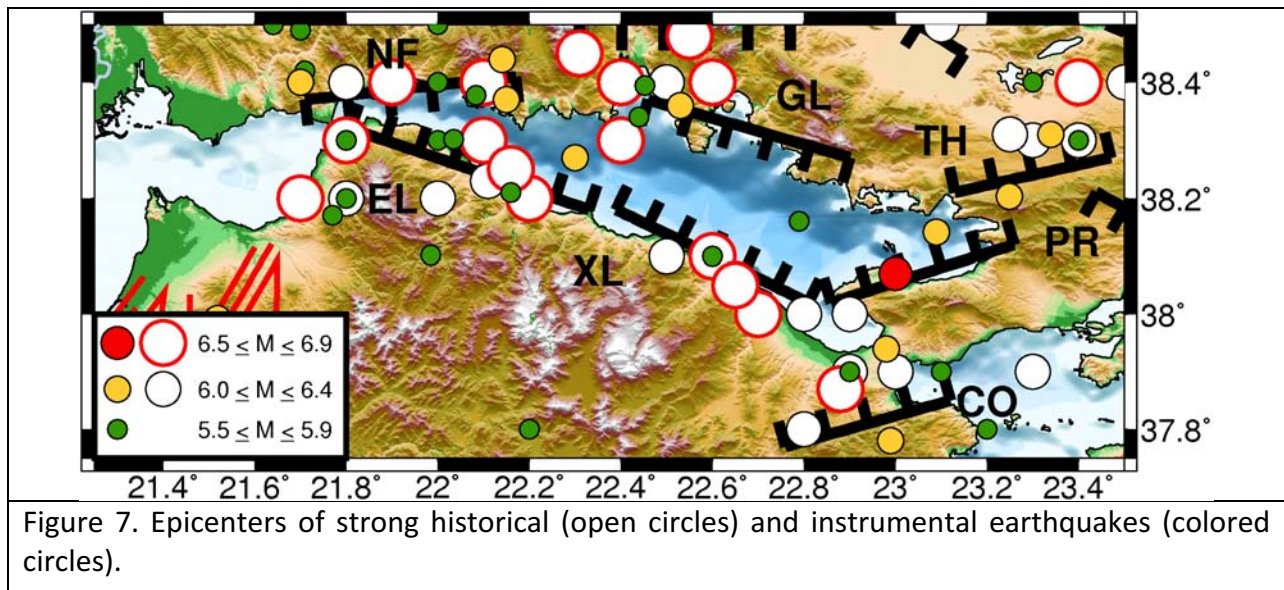 NF
GL
TH
EL
PR
XL
CO
38.4°
38.2°
38°
37.8°
6.5 ≤ M ≤ 6.9
6.0 ≤ M ≤ 6.4
5.5 ≤ M ≤ 5.9
21.4° 21.6° 21.8° 22° 22.2° 22.4° 22.6° 22.8° 23° 23.2° 23.4°
Figure 7. Epicenters of strong historical (open circles) and instrumental earthquakes (colored
circles).